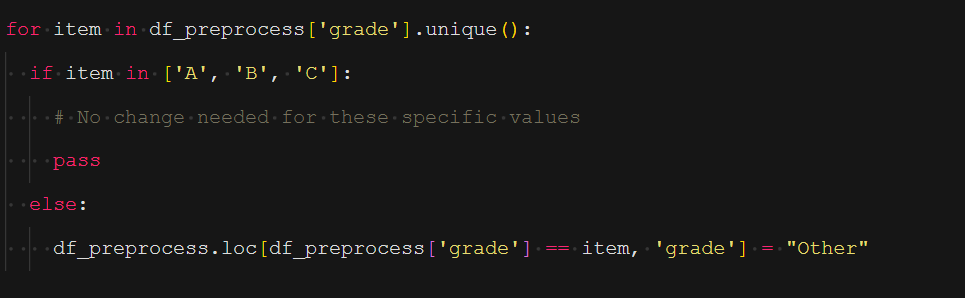 for item in df_preprocess['grade'].unique():
  if item in ['A', 'B', 'C']:
    # No change needed for these specific values
    pass
  else:
    df_preprocess.loc[df_preprocess['grade'] == item, 'grade'] = "Other"